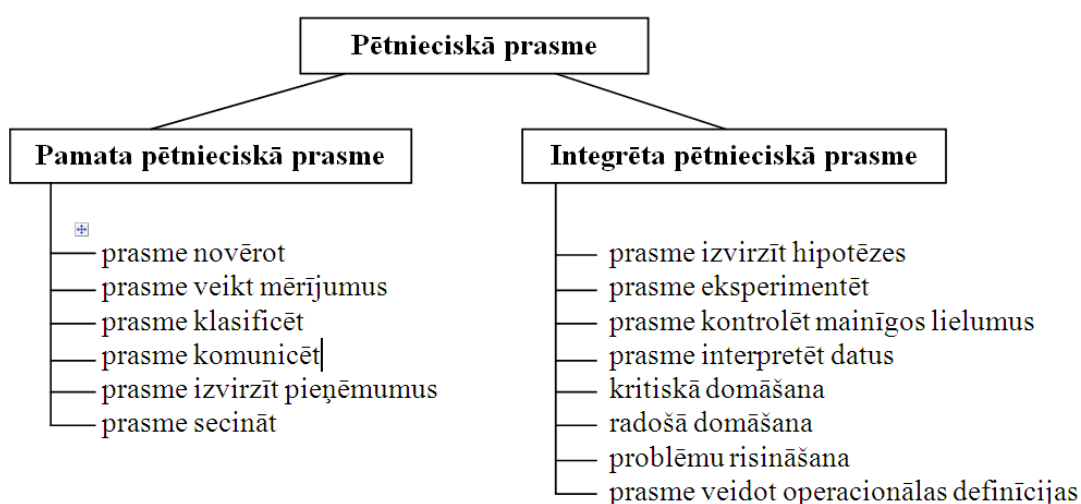 Pētnieciskā prasme
Pamata pētnieciskā prasme
prasme novērot
prasme veikt mērījumus
prasme klasificēt
prasme komunicēt
prasme izvirzīt pieņēmumus
prasme secināt
Integrēta pētnieciskā prasme
prasme izvirzīt hipotēzes
prasme eksperimentēt
prasme kontrolēt mainīgos lielumus
prasme interpretēt datus
kritiskā domāšana
radošā domāšana
problēmu risināšana
prasme veidot operacionālas definīcijas